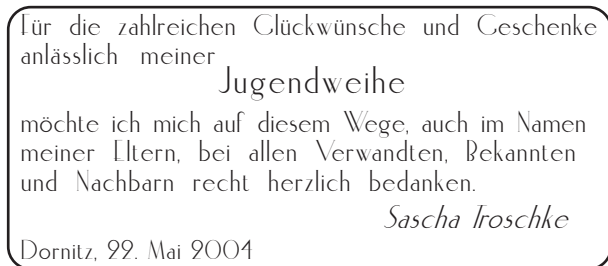 Für die zahlreichen Glückwünsche und Geschenke
anlässlich meiner
Jugendweihe
möchte ich mich auf diesem Wege, auch im Namen
meiner Eltern, bei allen Verwandten, Bekannten
und Nachbarn recht herzlich bedanken.
Sascha Troschke
Dornitz, 22. Mai 2004